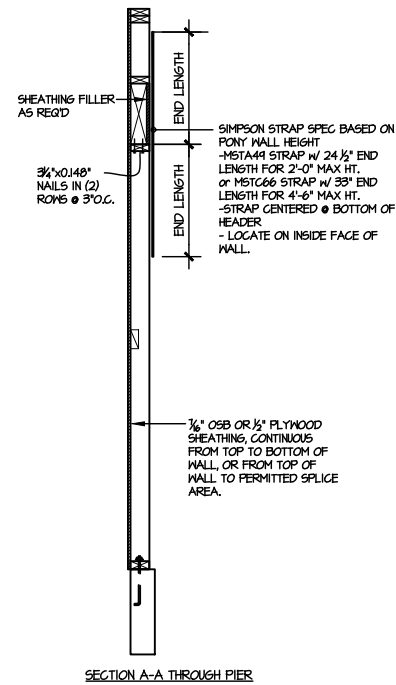 END LENGTH
SHEATHING FILLER
AS REQ'D
SIMPSON STRAP SPEC BASED ON
PONY WALL HEIGHT
-MSTA49 STRAP W/ 24 ½" END
LENGTH FOR 2'-0" MAX HT.
or MSTC66 STRAP W/ 33" END
LENGTH FOR 4'-6" MAX HT.
-STRAP CENTERED @ BOTTOM OF
HEADER
- LOCATE ON INSIDE FACE OF
WALL.
3¼"x0.148"
NAILS IN (2)
ROWS @ 3"O.C.
END LENGTH
7/16" OSB OR ½" PLYWOOD
SHEATHING, CONTINUOUS
FROM TOP TO BOTTOM OF
WALL, OR FROM TOP OF
WALL TO PERMITTED SPLICE
AREA.
SECTION A-A THROUGH PIER